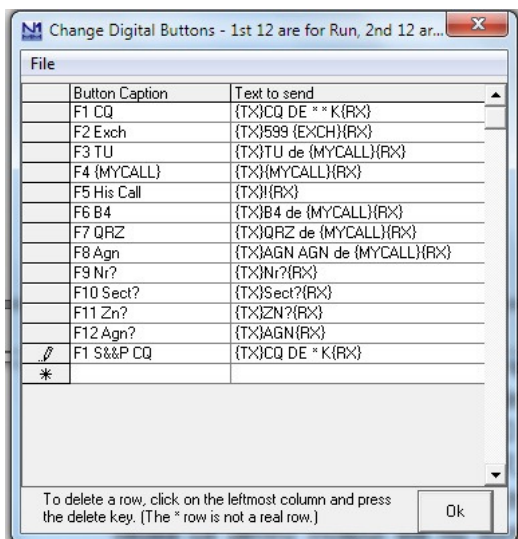 N1MM Change Digital Buttons - 1st 12 are for Run, 2nd 12 ar...
File
Button Caption Text to send
F1 CQ {TX}CQ DE * * K{RX}
F2 Exch {TX}599 {EXCH}{RX}
F3 TU {TX}TU de {MYCALL}{RX}
F4 {MYCALL} {TX}{MYCALL}{RX}
F5 His Call {TX}!{RX}
F6 B4 {TX}B4 de {MYCALL}{RX}
F7 QRZ {TX}QRZ de {MYCALL}{RX}
F8 Agn {TX}AGN AGN de {MYCALL}{RX}
F9 Nr? {TX}Nr?{RX}
F10 Sect? {TX}Sect?{RX}
F11 Zn? {TX}ZN?{RX}
F12 Agn? {TX}AGN{RX}
F1 S&&P CQ {TX}CQ DE * K{RX}
*
To delete a row, click on the leftmost column and press
the delete key. (The * row is not a real row.)
Ok